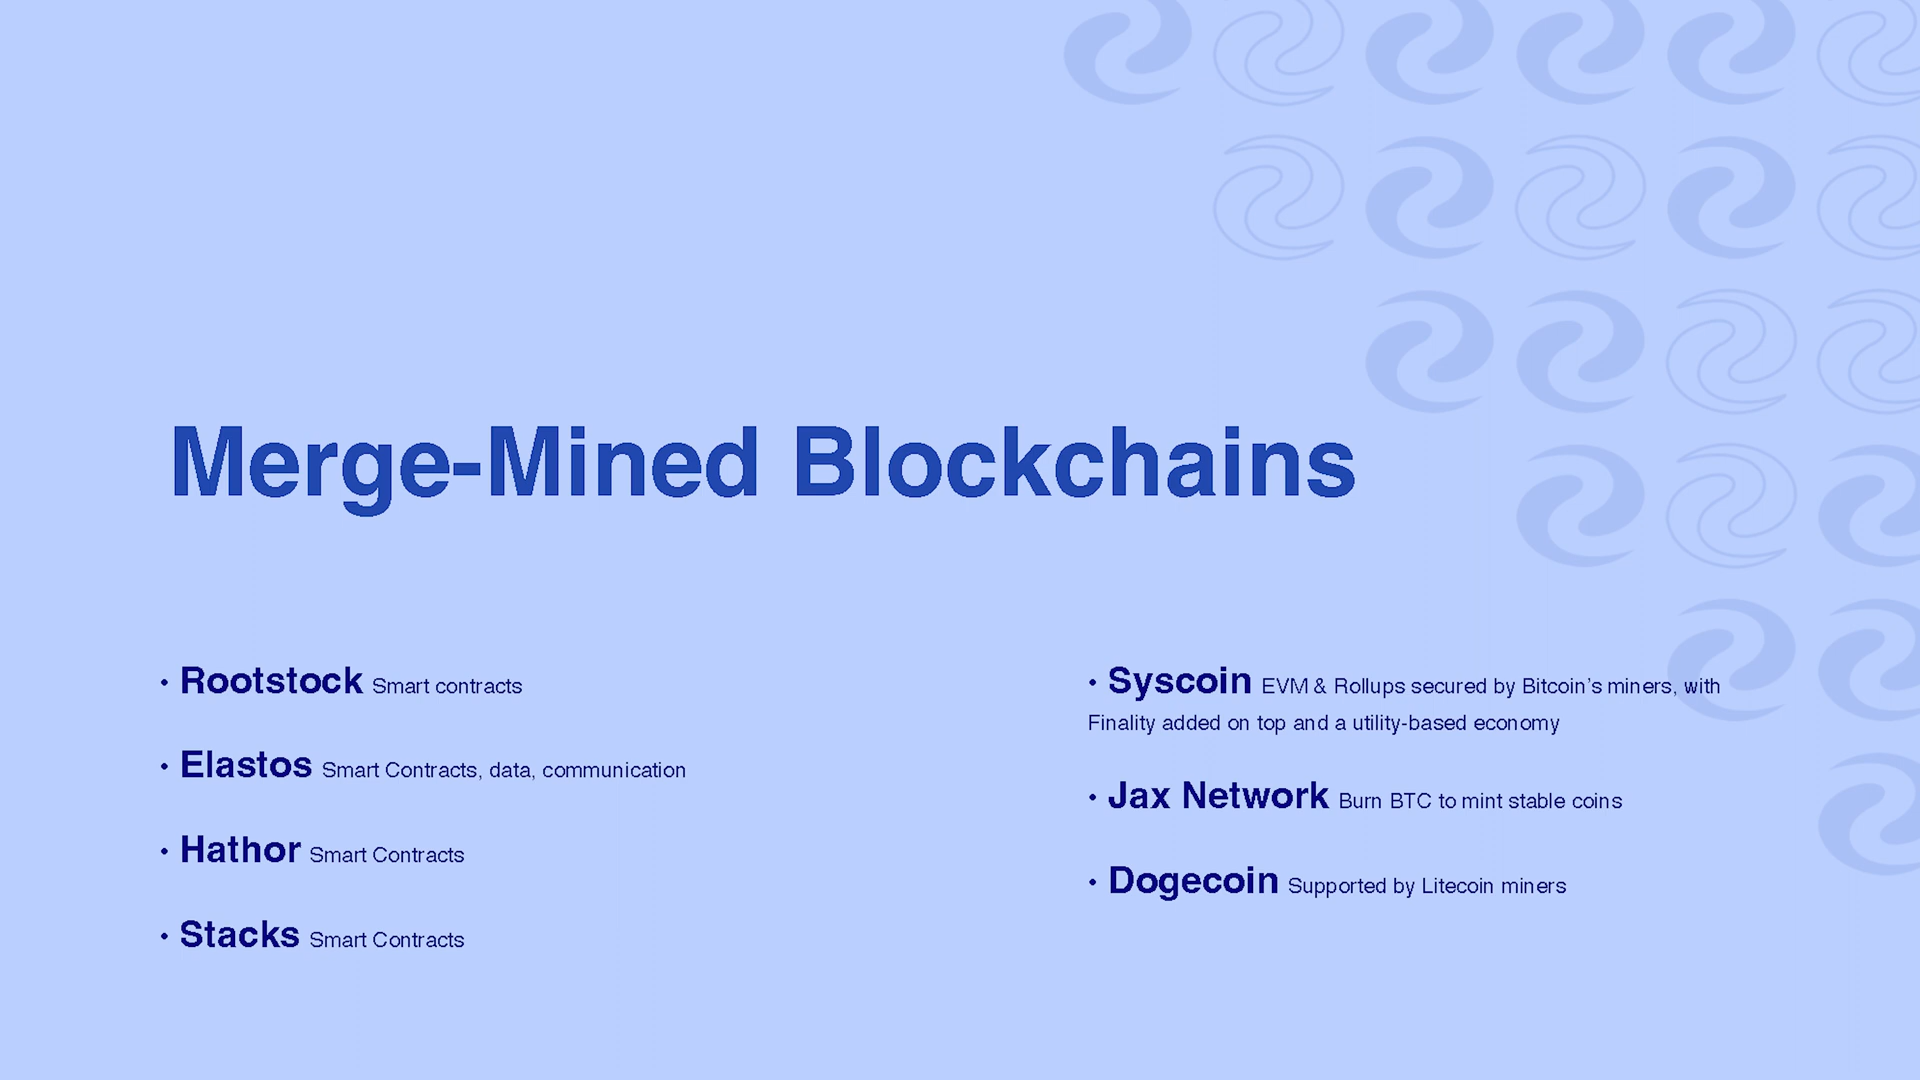 Merge-Mined Blockchains
• Rootstock Smart contracts
• Elastos Smart Contracts, data, communication
• Hathor Smart Contracts
• Stacks Smart Contracts
• Syscoin EVM & Rollups secured by Bitcoin’s miners, with
Finality added on top and a utility-based economy
• Jax Network Burn BTC to mint stable coins
• Dogecoin Supported by Litecoin miners